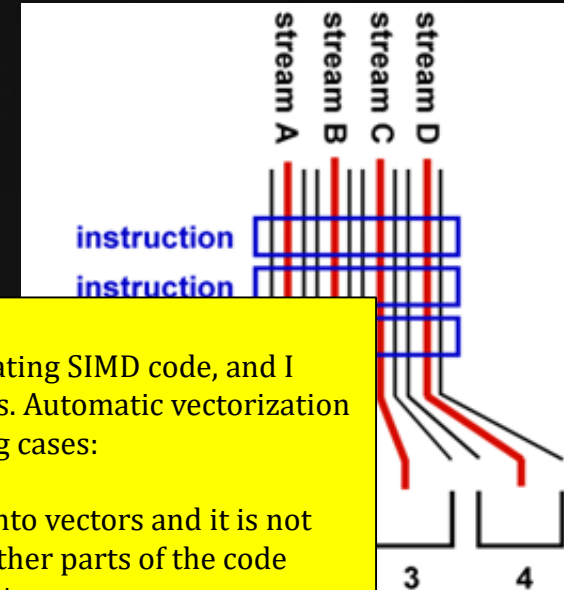 stream A
stream B
stream C
stream D
instruction
instruction
ating SIMD code, and I
s. Automatic vectorization
g cases:
nto vectors and it is not
ther parts of the code
3
4